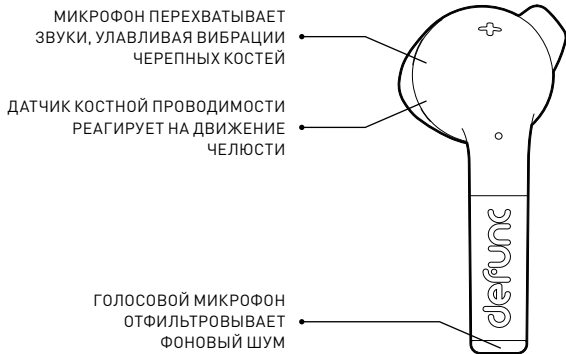 МИКРОФОН ПЕРЕХВАТЫВАЕТ
ЗВУКИ, УЛАВЛИВАЯ ВИБРАЦИИ
ЧЕРЕПНЫХ КОСТЕЙ
ДАТЧИК КОСТНОЙ ПРОВОДИМОСТИ
РЕАГИРУЕТ НА ДВИЖЕНИЕ
ЧЕЛЮСТИ
defunc
ГОЛОСОВОЙ МИКРОФОН
ОТФИЛЬТРОВЫВАЕТ
ФОНОВЫЙ ШУМ